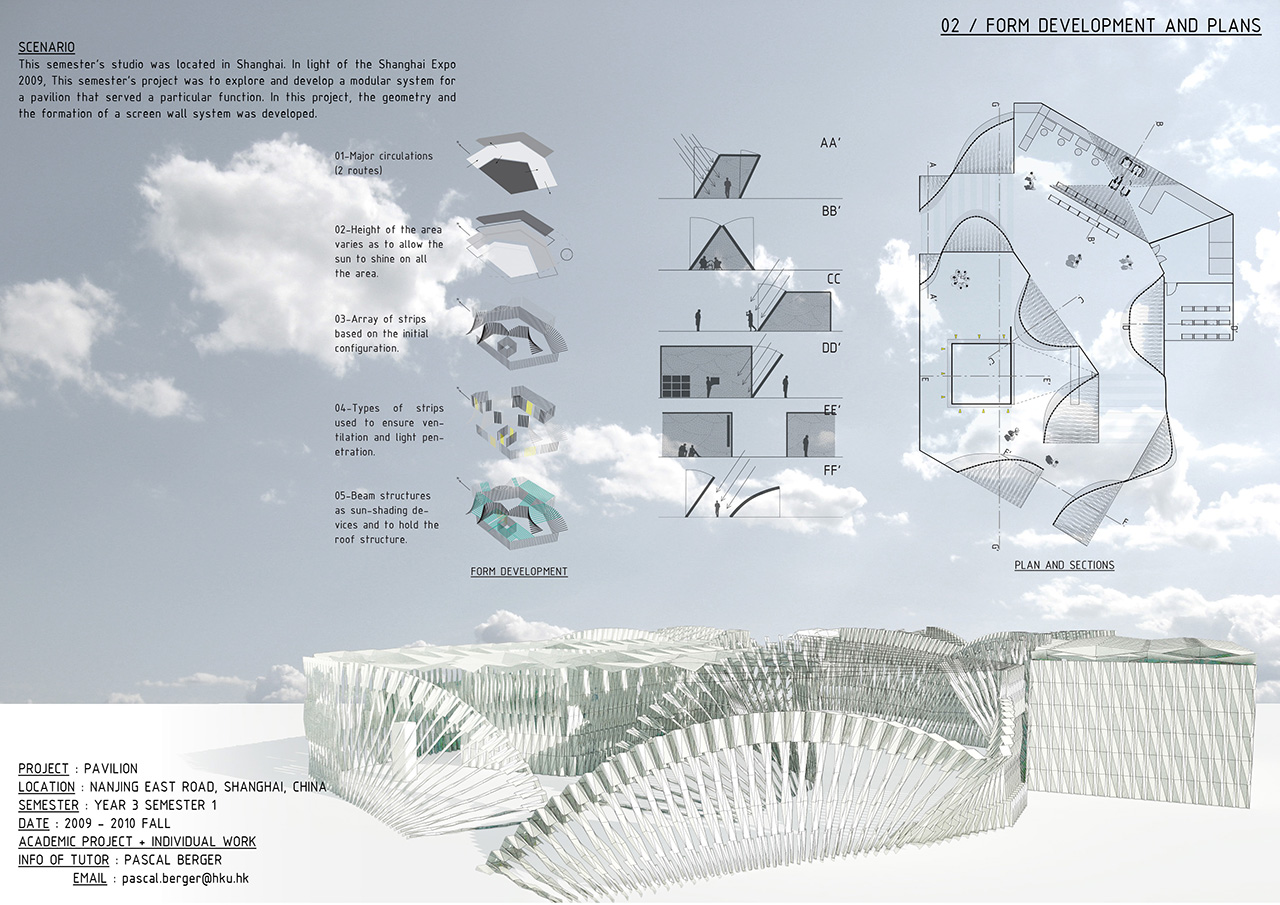 02 / FORM DEVELOPMENT AND PLANS
SCENARIO
This semester's studio was located in Shanghai. In light of the Shanghai Expo
2009, This semester's project was to explore and develop a modular system for
a pavilion that served a particular function. In this project, the geometry and
the formation of a screen wall system was developed.
01-Major circulations
(2 routes)
02-Height of the area
varies as to allow the
sun to shine on all
the area.
03-Array of strips
based on the initial
configuration.
04-Types of strips
used to ensure ven-
tilation and light pen-
etration.
05-Beam structures
as sun-shading de-
vices and to hold the
roof structure.
FORM DEVELOPMENT
AA'
BB'
CC
DD'
EE'
FF'
G
B
A
B'
A'
C
C'
D
D'
E
E'
F'
F
G'
PLAN AND SECTIONS
PROJECT : PAVILION
LOCATION : NANJING EAST ROAD, SHANGHAI, CHINA
SEMESTER : YEAR 3 SEMESTER 1
DATE : 2009 - 2010 FALL
ACADEMIC PROJECT + INDIVIDUAL WORK
INFO OF TUTOR : PASCAL BERGER
EMAIL : pascal.berger@hku.hk